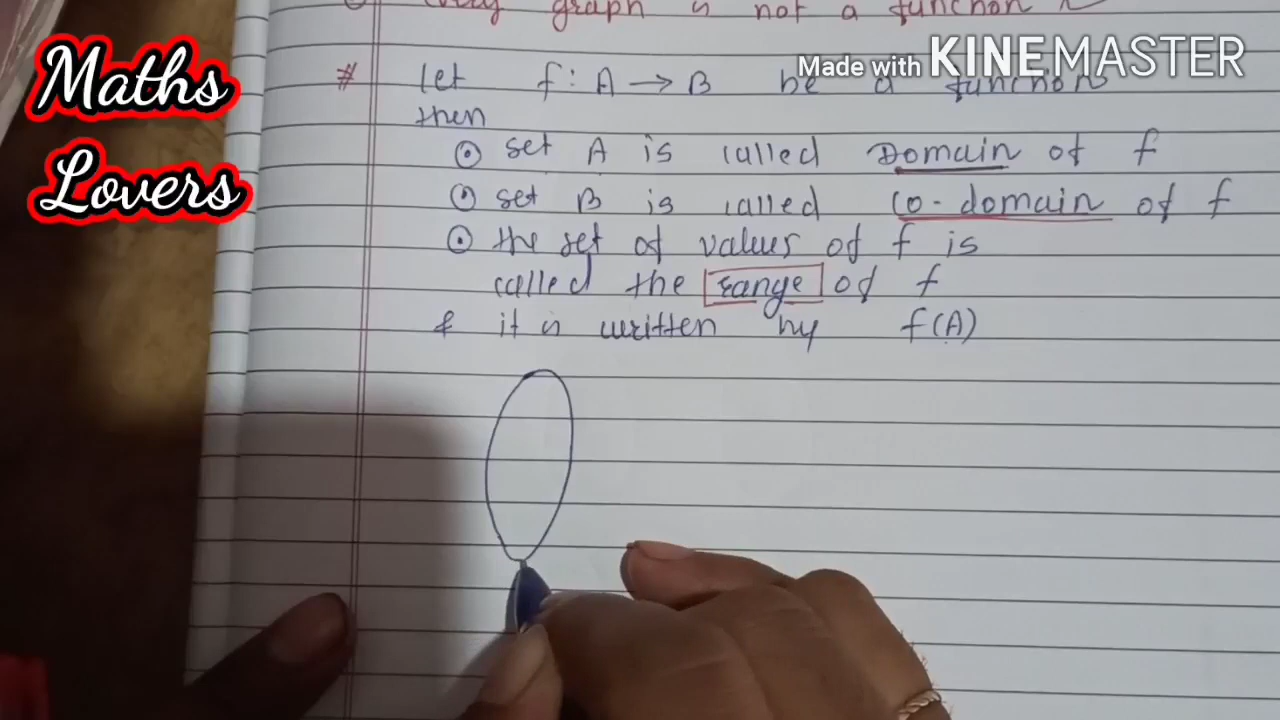 Every graph is not a function
Made with KINEMASTER
Maths
Lovers
# let f: A → B be a function
then
⊙ set A is called Domain of f
⊙ set B is called co-domain of f
⊙ the set of values of f is
called the range of f
& it is written by f(A)